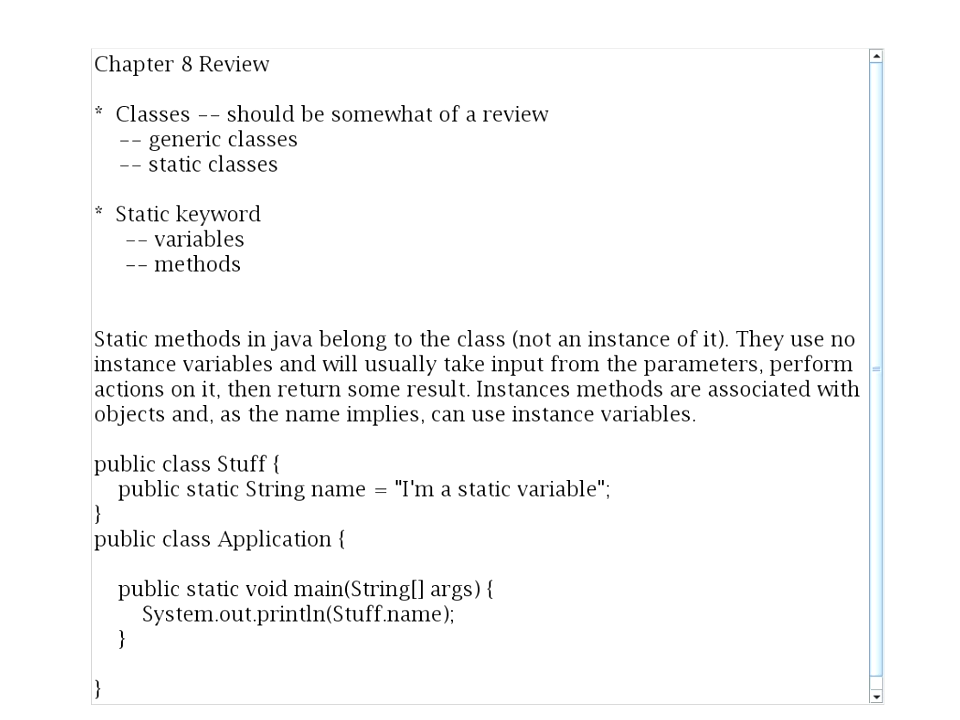 Chapter 8 Review
* Classes -- should be somewhat of a review
-- generic classes
-- static classes
* Static keyword
-- variables
-- methods
Static methods in java belong to the class (not an instance of it). They use no
instance variables and will usually take input from the parameters, perform
actions on it, then return some result. Instances methods are associated with
objects and, as the name implies, can use instance variables.
public class Stuff {
public static String name = "I'm a static variable";
}
public class Application {
public static void main(String[] args) {
System.out.println(Stuff.name);
}
}